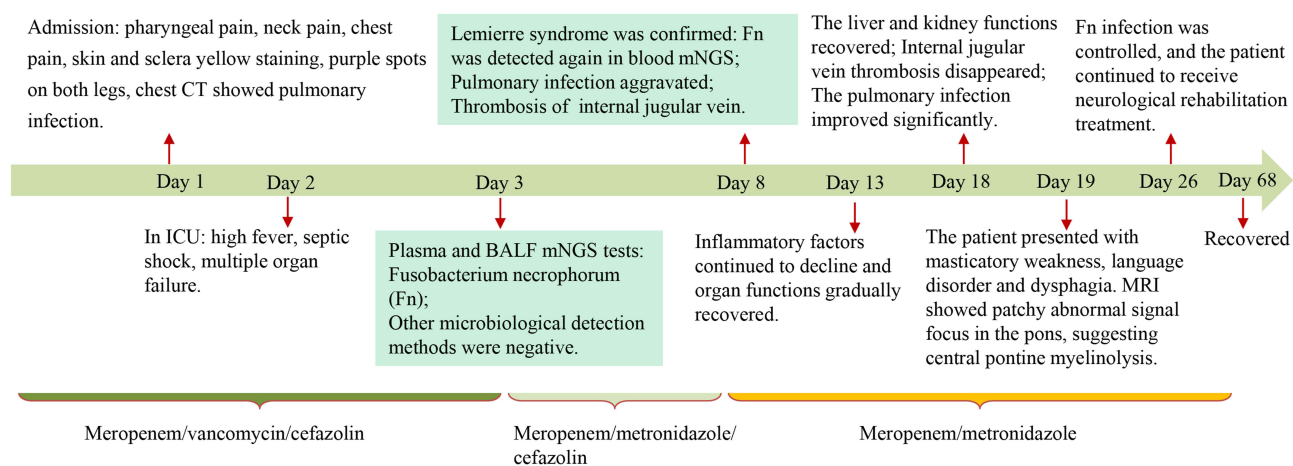 Admission: pharyngeal pain, neck pain, chest
pain, skin and sclera yellow staining, purple spots
on both legs, chest CT showed pulmonary
infection.
Lemierre syndrome was confirmed: Fn
was detected again in blood mNGS;
Pulmonary infection aggravated;
Thrombosis of internal jugular vein.
The liver and kidney functions
recovered; Internal jugular
vein thrombosis disappeared;
The pulmonary infection
improved significantly.
Fn infection was
controlled, and the patient
continued to receive
neurological rehabilitation
treatment.
Day 1
Day 2
Day 3
Day 8
Day 13
Day 18
Day 19
Day 26
Day 68
In ICU: high fever, septic
shock, multiple organ
failure.
Plasma and BALF mNGS tests:
Fusobacterium necrophorum
(Fn);
Other microbiological detection
methods were negative.
Inflammatory factors
continued to decline and
organ functions gradually
recovered.
The patient presented with
masticatory weakness, language
disorder and dysphagia. MRI
showed patchy abnormal signal
focus in the pons, suggesting
central pontine myelinolysis.
Recovered
Meropenem/vancomycin/cefazolin
Meropenem/metronidazole/
cefazolin
Meropenem/metronidazole